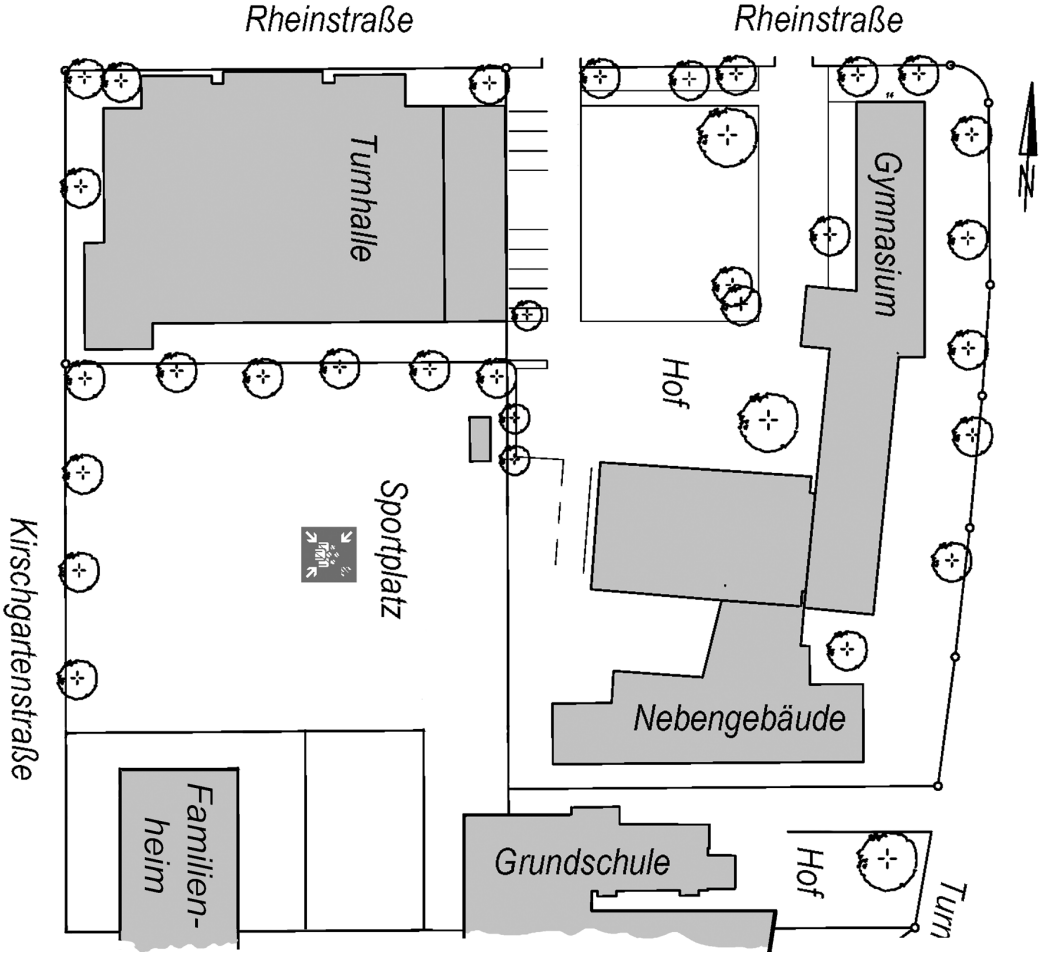 Rheinstraße
Rheinstraße
N
Turnhalle
Gymnasium
Hof
Sportplatz
Kirschgartenstraße
Nebengebäude
Familien-
heim
Grundschule
Hof
Turn